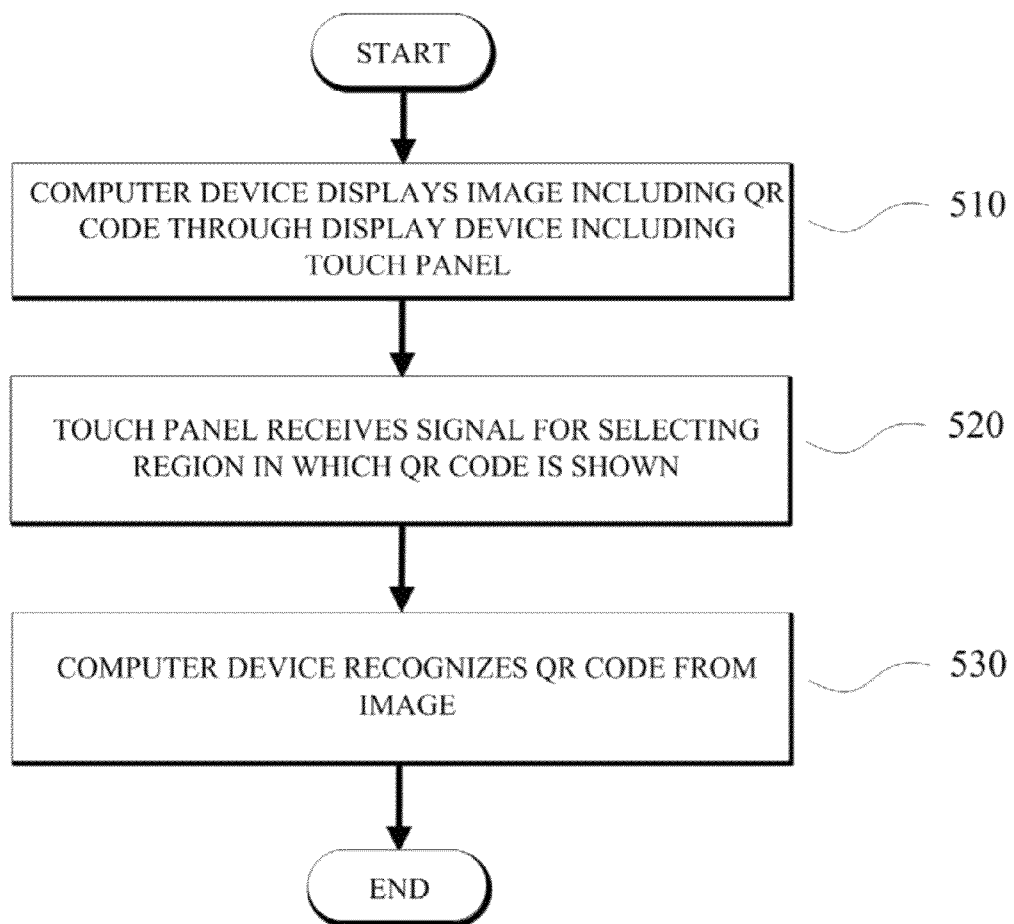 START
COMPUTER DEVICE DISPLAYS IMAGE INCLUDING QR
CODE THROUGH DISPLAY DEVICE INCLUDING
TOUCH PANEL
510
TOUCH PANEL RECEIVES SIGNAL FOR SELECTING
REGION IN WHICH QR CODE IS SHOWN
520
COMPUTER DEVICE RECOGNIZES QR CODE FROM
IMAGE
530
END